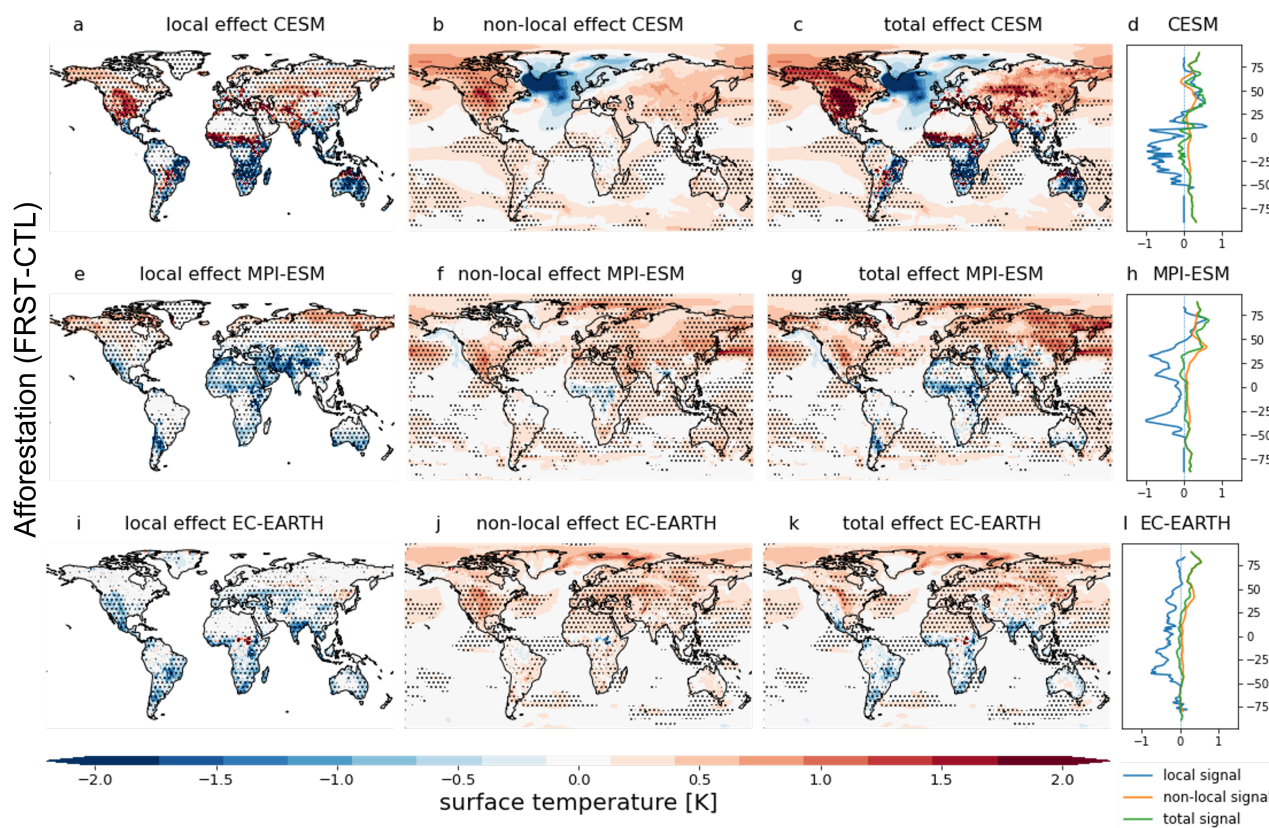 Afforestation (FRST-CTL)
a local effect CESM
b non-local effect CESM
c total effect CESM
d CESM
75
50
25
0
−25
−50
−75
−1 0 1
e local effect MPI-ESM
f non-local effect MPI-ESM
g total effect MPI-ESM
h MPI-ESM
75
50
25
0
−25
−50
−75
−1 0 1
i local effect EC-EARTH
j non-local effect EC-EARTH
k total effect EC-EARTH
l EC-EARTH
75
50
25
0
−25
−50
−75
−1 0 1
−2.0 −1.5 −1.0 −0.5 0.0 0.5 1.0 1.5 2.0
surface temperature [K]
local signal
non-local signal
total signal